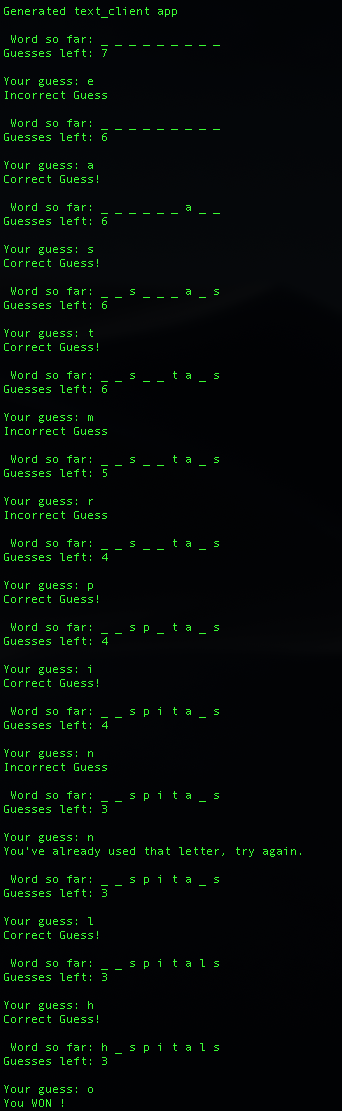 Generated text_client app
Word so far: _ _ _ _ _ _ _ _ _
Guesses left: 7
Your guess: e
Incorrect Guess
Word so far: _ _ _ _ _ _ _ _ _
Guesses left: 6
Your guess: a
Correct Guess!
Word so far: _ _ _ _ _ _ a _ _
Guesses left: 6
Your guess: s
Correct Guess!
Word so far: _ _ s _ _ _ a _ s
Guesses left: 6
Your guess: t
Correct Guess!
Word so far: _ _ s _ _ t a _ s
Guesses left: 6
Your guess: m
Incorrect Guess
Word so far: _ _ s _ _ t a _ s
Guesses left: 5
Your guess: r
Incorrect Guess
Word so far: _ _ s _ _ t a _ s
Guesses left: 4
Your guess: p
Correct Guess!
Word so far: _ _ s p _ t a _ s
Guesses left: 4
Your guess: i
Correct Guess!
Word so far: _ _ s p i t a _ s
Guesses left: 4
Your guess: n
Incorrect Guess
Word so far: _ _ s p i t a _ s
Guesses left: 3
Your guess: n
You've already used that letter, try again.
Word so far: _ _ s p i t a _ s
Guesses left: 3
Your guess: l
Correct Guess!
Word so far: _ _ s p i t a l s
Guesses left: 3
Your guess: h
Correct Guess!
Word so far: h _ s p i t a l s
Guesses left: 3
Your guess: o
You WON !